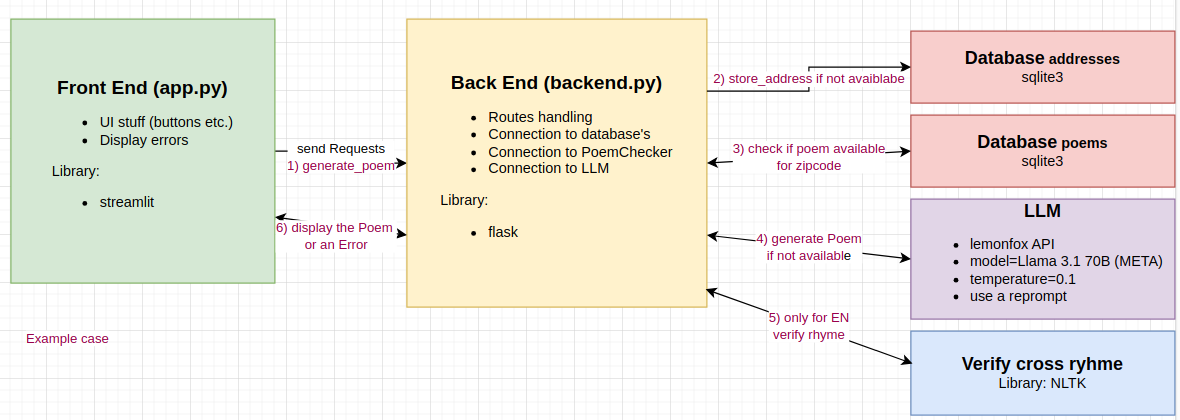 Front End (app.py)
UI stuff (buttons etc.)
Display errors
Library:
streamlit
send Requests
1) generate_poem
6) display the Poem
or an Error
Example case
Back End (backend.py)
Routes handling
Connection to database's
Connection to PoemChecker
Connection to LLM
Library:
flask
2) store_address if not avaiblabe
3) check if poem available
for zipcode
4) generate Poem
if not available
5) only for EN
verify rhyme
Database addresses
sqlite3
Database poems
sqlite3
LLM
lemonfox API
model=Llama 3.1 70B (META)
temperature=0.1
use a reprompt
Verify cross ryhme
Library: NLTK